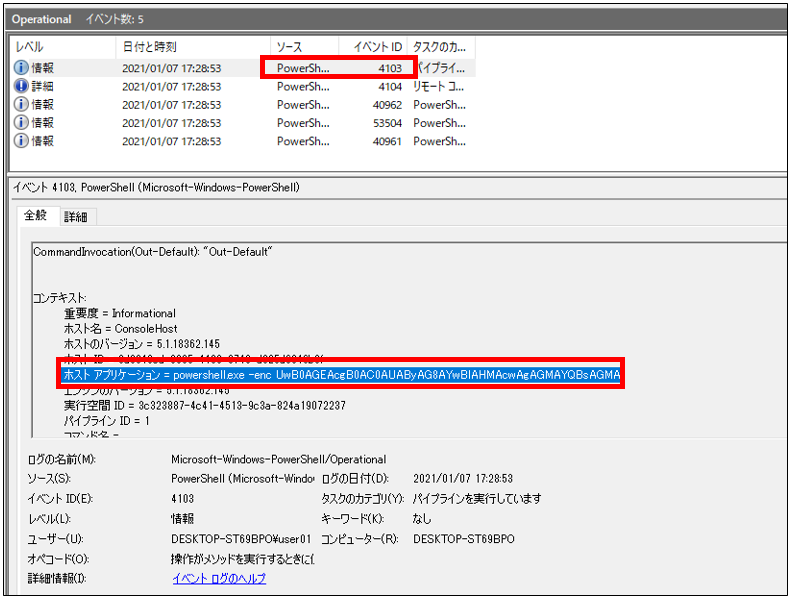 Operational イベント数: 5
レベル 日付と時刻 ソース イベント ID タスクのカ...
情報 2021/01/07 17:28:53 PowerSh... 4103 パイプライ...
詳細 2021/01/07 17:28:53 PowerSh... 4104 リモート コ...
情報 2021/01/07 17:28:53 PowerSh... 40962 PowerSh...
情報 2021/01/07 17:28:53 PowerSh... 53504 PowerSh...
情報 2021/01/07 17:28:53 PowerSh... 40961 PowerSh...
イベント 4103, PowerShell (Microsoft-Windows-PowerShell)
全般 詳細
CommandInvocation(Out-Default): "Out-Default"
コンテキスト:
重要度 = Informational
ホスト名 = ConsoleHost
ホストのバージョン = 5.1.18362.145
ホスト ID =
ホスト アプリケーション = powershell.exe -enc UwB0AGEAcgB0AC0AUAByAG8AYwBlAHMAcwAgAGMAYQBsAGMA
エンジンのバージョン = 5.1.18362.145
実行空間 ID = 3c323887-4c41-4513-9c3a-824a19072237
パイプライン ID = 1
コマンド名 =
ログの名前(M): Microsoft-Windows-PowerShell/Operational
ソース(S): PowerShell (Microsoft-Windo ログの日付(D): 2021/01/07 17:28:53
イベント ID(E): 4103 タスクのカテゴリ(Y): パイプラインを実行しています
レベル(L): 情報 キーワード(K): なし
ユーザー(U): DESKTOP-ST69BPO¥user01 コンピューター(R): DESKTOP-ST69BPO
オペコード(O): 操作がメソッドを実行するときに(
詳細情報(I): イベント ログのヘルプ